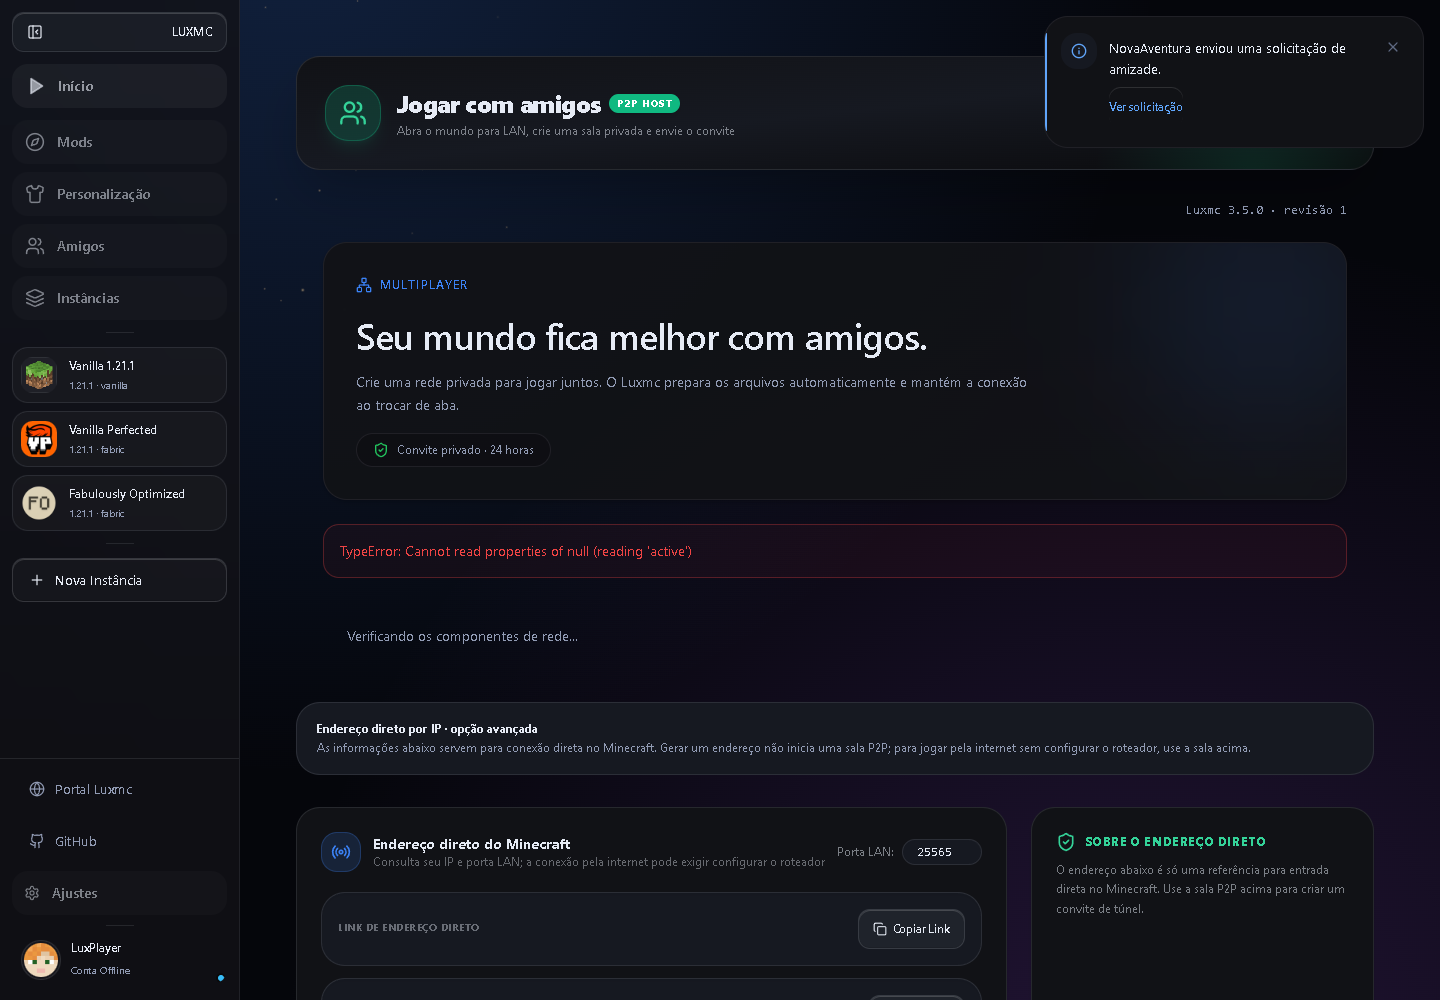 LUXMC
Início
Mods
Personalização
Amigos
Instâncias
Vanilla 1.21.1
1.21.1 · vanilla
VP
Vanilla Perfected
1.21.1 · fabric
FO
Fabulously Optimized
1.21.1 · fabric
Nova Instância
Portal Luxmc
GitHub
Ajustes
LuxPlayer
Conta Offline
Jogar com amigos
P2P HOST
Abra o mundo para LAN, crie uma sala privada e envie o convite
NovaAventura enviou uma solicitação de
amizade.
Ver solicitação
Luxmc 3.5.0 · revisão 1
MULTIPLAYER
Seu mundo fica melhor com amigos.
Crie uma rede privada para jogar juntos. O Luxmc prepara os arquivos automaticamente e mantém a conexão
ao trocar de aba.
Convite privado · 24 horas
TypeError: Cannot read properties of null (reading 'active')
Verificando os componentes de rede...
Endereço direto por IP · opção avançada
As informações abaixo servem para conexão direta no Minecraft. Gerar um endereço não inicia uma sala P2P; para jogar pela internet sem configurar o roteador, use a sala acima.
Endereço direto do Minecraft
Consulta seu IP e porta LAN; a conexão pela internet pode exigir configurar o roteador
Porta LAN:
25565
LINK DE ENDEREÇO DIRETO
Copiar Link
SOBRE O ENDEREÇO DIRETO
O endereço abaixo é só uma referência para entrada
direta no Minecraft. Use a sala P2P acima para criar um
convite de túnel.